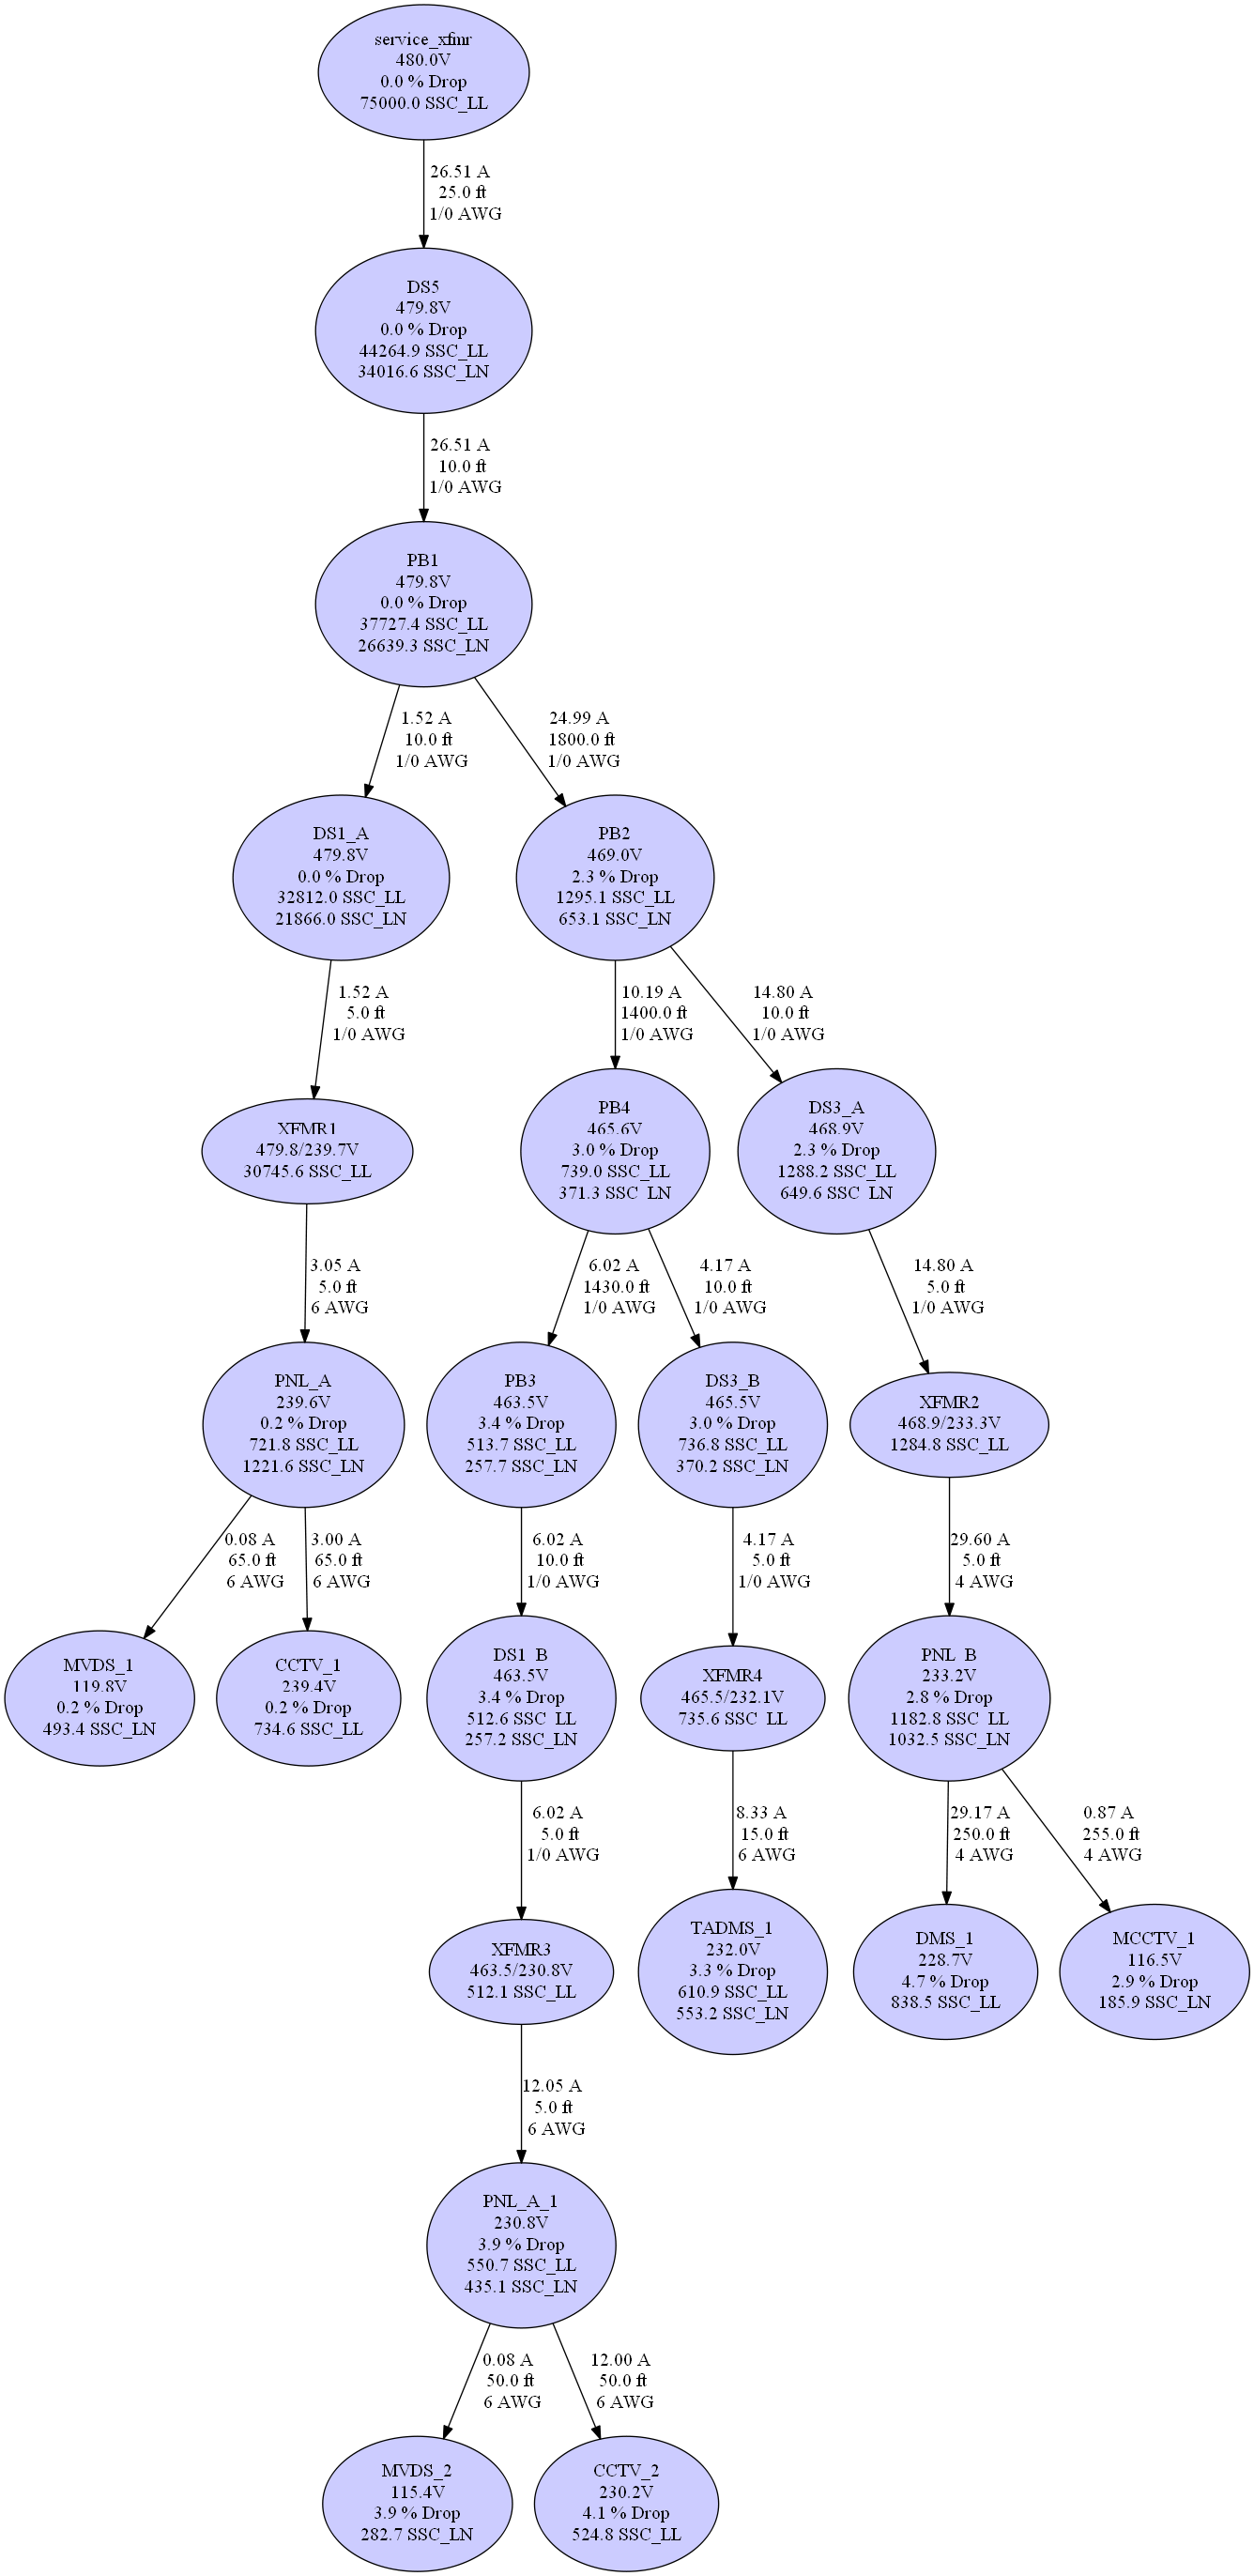 service_xfmr
480.0V
0.0 % Drop
75000.0 SSC_LL
26.51 A
25.0 ft
1/0 AWG
DS5
479.8V
0.0 % Drop
44264.9 SSC_LL
34016.6 SSC_LN
26.51 A
10.0 ft
1/0 AWG
PB1
479.8V
0.0 % Drop
37727.4 SSC_LL
26639.3 SSC_LN
1.52 A
10.0 ft
1/0 AWG
24.99 A
1800.0 ft
1/0 AWG
DS1_A
479.8V
0.0 % Drop
32812.0 SSC_LL
21866.0 SSC_LN
PB2
469.0V
2.3 % Drop
1295.1 SSC_LL
653.1 SSC_LN
1.52 A
5.0 ft
1/0 AWG
10.19 A
1400.0 ft
1/0 AWG
14.80 A
10.0 ft
1/0 AWG
XFMR1
479.8/239.7V
30745.6 SSC_LL
PB4
465.6V
3.0 % Drop
739.0 SSC_LL
371.3 SSC_LN
DS3_A
468.9V
2.3 % Drop
1288.2 SSC_LL
649.6 SSC_LN
3.05 A
5.0 ft
6 AWG
6.02 A
1430.0 ft
1/0 AWG
4.17 A
10.0 ft
1/0 AWG
14.80 A
5.0 ft
1/0 AWG
PNL_A
239.6V
0.2 % Drop
721.8 SSC_LL
1221.6 SSC_LN
PB3
463.5V
3.4 % Drop
513.7 SSC_LL
257.7 SSC_LN
DS3_B
465.5V
3.0 % Drop
736.8 SSC_LL
370.2 SSC_LN
XFMR2
468.9/233.3V
1284.8 SSC_LL
0.08 A
65.0 ft
6 AWG
3.00 A
65.0 ft
6 AWG
6.02 A
10.0 ft
1/0 AWG
4.17 A
5.0 ft
1/0 AWG
29.60 A
5.0 ft
4 AWG
MVDS_1
119.8V
0.2 % Drop
493.4 SSC_LN
CCTV_1
239.4V
0.2 % Drop
734.6 SSC_LL
DS1_B
463.5V
3.4 % Drop
512.6 SSC_LL
257.2 SSC_LN
XFMR4
465.5/232.1V
735.6 SSC_LL
PNL_B
233.2V
2.8 % Drop
1182.8 SSC_LL
1032.5 SSC_LN
6.02 A
5.0 ft
1/0 AWG
8.33 A
15.0 ft
6 AWG
29.17 A
250.0 ft
4 AWG
0.87 A
255.0 ft
4 AWG
XFMR3
463.5/230.8V
512.1 SSC_LL
TADMS_1
232.0V
3.3 % Drop
610.9 SSC_LL
553.2 SSC_LN
DMS_1
228.7V
4.7 % Drop
838.5 SSC_LL
MCCTV_1
116.5V
2.9 % Drop
185.9 SSC_LN
12.05 A
5.0 ft
6 AWG
PNL_A_1
230.8V
3.9 % Drop
550.7 SSC_LL
435.1 SSC_LN
0.08 A
50.0 ft
6 AWG
12.00 A
50.0 ft
6 AWG
MVDS_2
115.4V
3.9 % Drop
282.7 SSC_LN
CCTV_2
230.2V
4.1 % Drop
524.8 SSC_LL